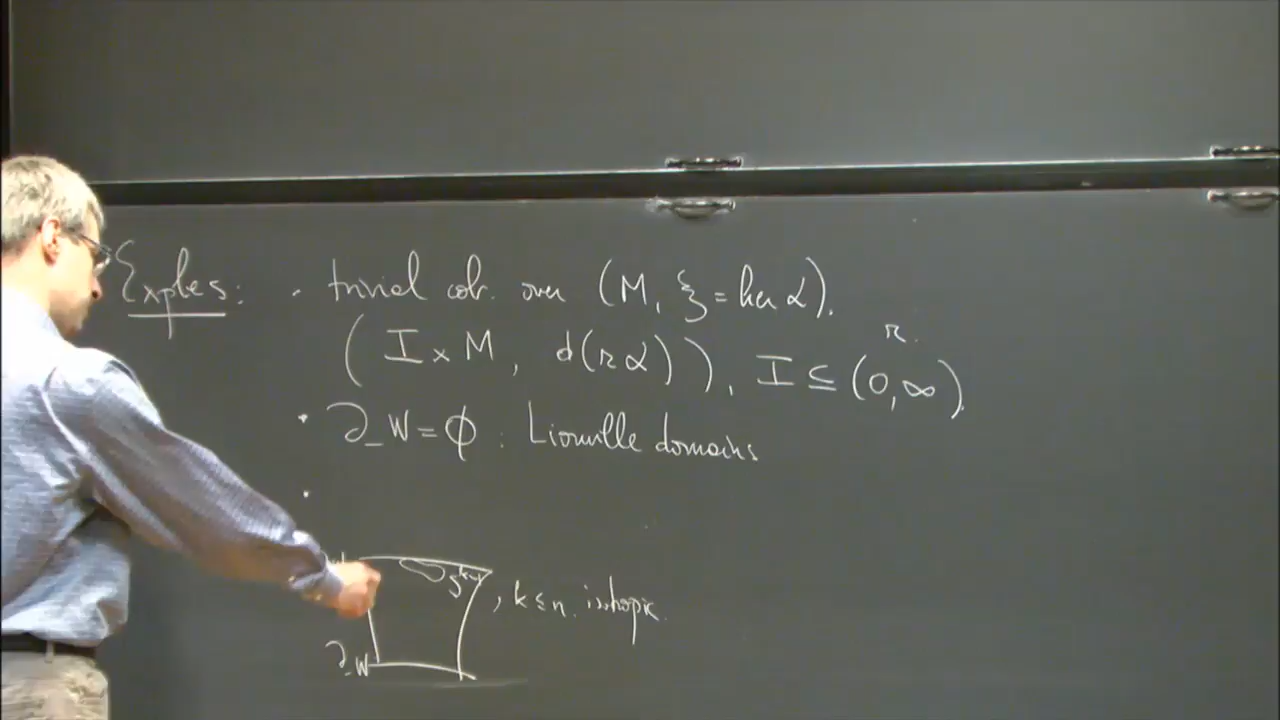 Exples: · trivial cob. over (M, ξ = ker α).
(I × M, d(rα)), I ⊆ (0,∞).
r.
· ∂_W = ∅ : Liouville domains
·
S^{k-1}, k ≤ n. isotropic.
∂_W